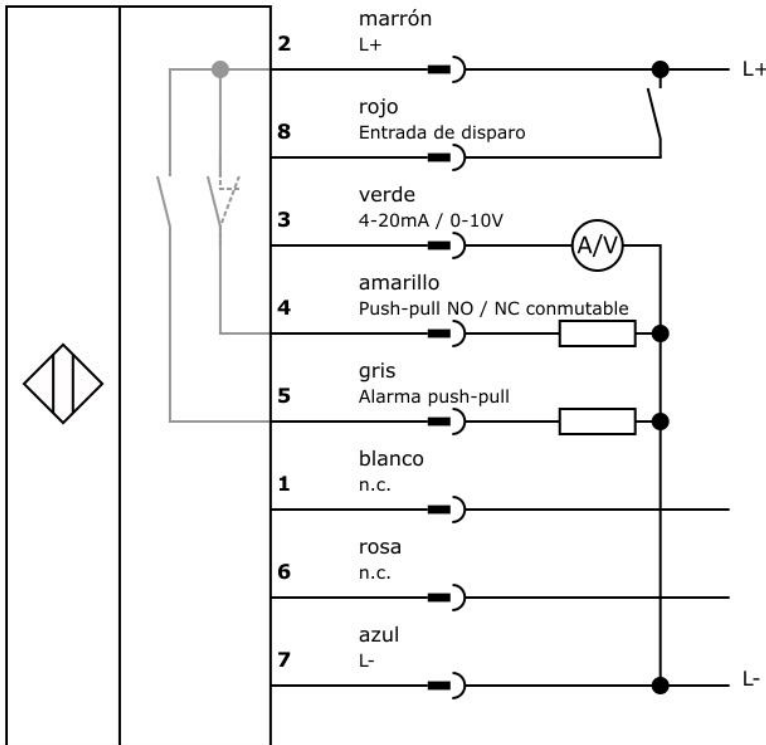 marrón
2 L+
L+
rojo
8 Entrada de disparo
verde
3 4-20mA / 0-10V
A/V
amarillo
4 Push-pull NO / NC conmutable
gris
5 Alarma push-pull
blanco
1 n.c.
rosa
6 n.c.
azul
7 L-
L-